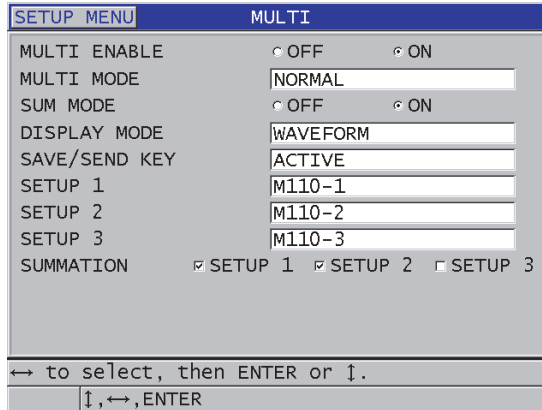 SETUP MENU MULTI
MULTI ENABLE OFF ON
MULTI MODE NORMAL
SUM MODE OFF ON
DISPLAY MODE WAVEFORM
SAVE/SEND KEY ACTIVE
SETUP 1 M110-1
SETUP 2 M110-2
SETUP 3 M110-3
SUMMATION SETUP 1 SETUP 2 SETUP 3
↔ to select, then ENTER or ↕.
↕,↔,ENTER